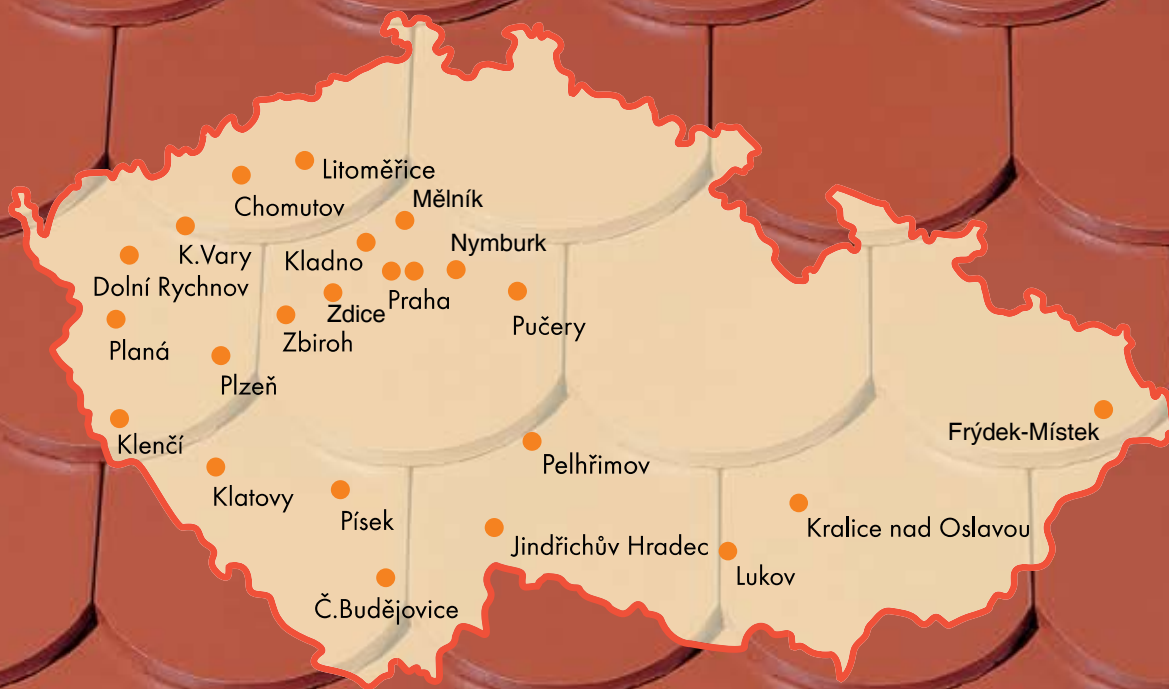 Litoměřice
Chomutov
Mělník
K.Vary
Kladno
Nymburk
Dolní Rychnov
Praha
Zdice
Pučery
Zbiroh
Planá
Plzeň
Frýdek-Místek
Klenčí
Pelhřimov
Klatovy
Písek
Kralice nad Oslavou
Jindřichův Hradec
Lukov
Č.Budějovice